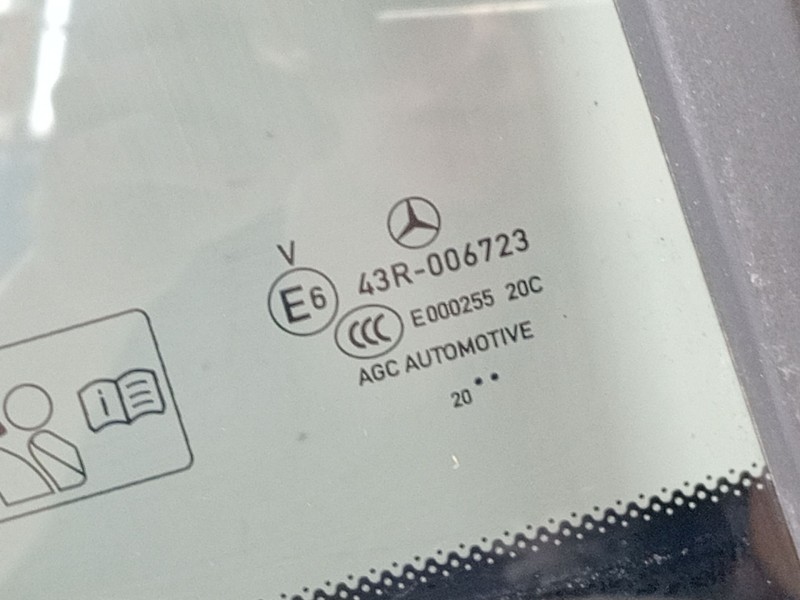 V
E6 43R-006723
CCC E000255 20C
AGC AUTOMOTIVE
20••
i